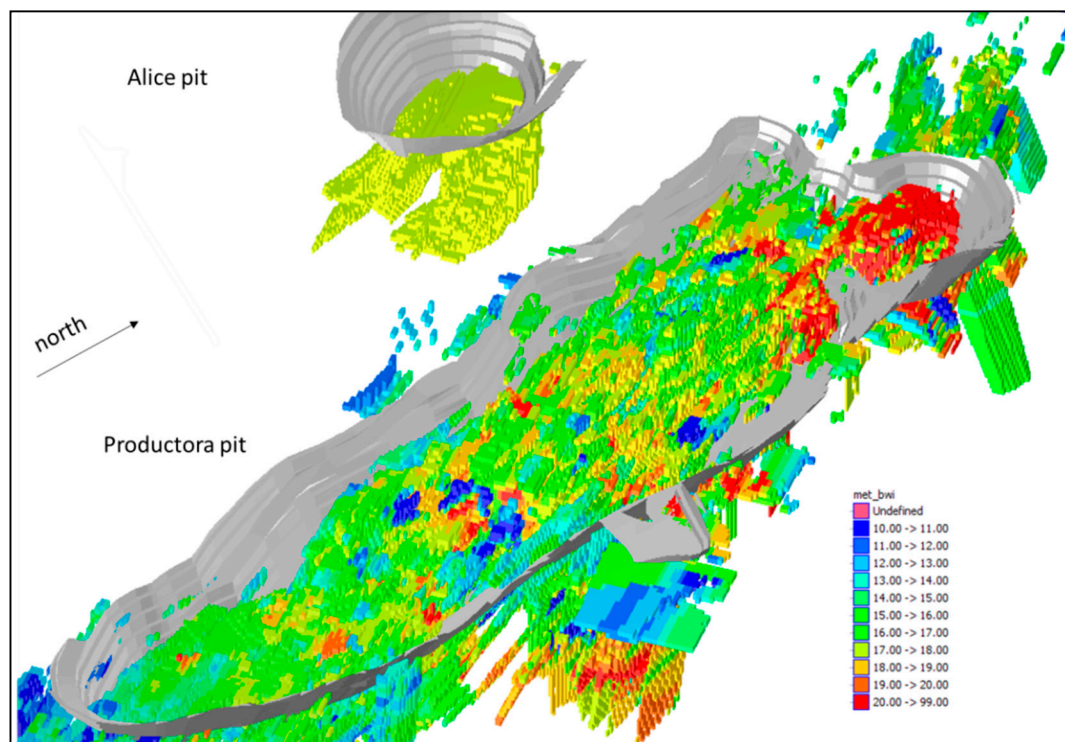 Alice pit
north
Productora pit
met_bwi
Undefined
10.00 -> 11.00
11.00 -> 12.00
12.00 -> 13.00
13.00 -> 14.00
14.00 -> 15.00
15.00 -> 16.00
16.00 -> 17.00
17.00 -> 18.00
18.00 -> 19.00
19.00 -> 20.00
20.00 -> 99.00